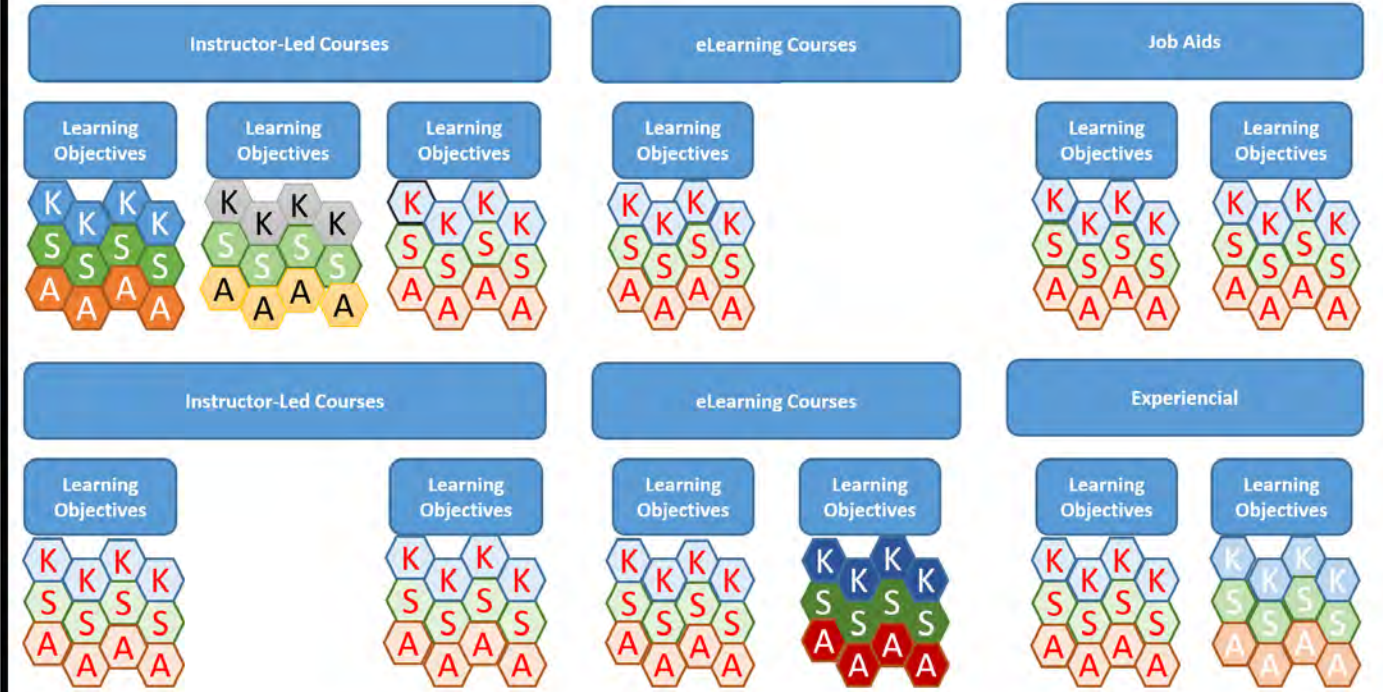 Instructor-Led Courses
Learning
Objectives
K K K K
S S S S
A A A A
Learning
Objectives
K K K K
S S S S
A A A A
Learning
Objectives
K K K K
S S S S
A A A A
eLearning Courses
Learning
Objectives
K K K K
S S S S
A A A A
Job Aids
Learning
Objectives
K K K K
S S S S
A A A A
Learning
Objectives
K K K K
S S S S
A A A A
Instructor-Led Courses
Learning
Objectives
K K K K
S S S S
A A A A
Learning
Objectives
K K K K
S S S S
A A A A
eLearning Courses
Learning
Objectives
K K K K
S S S S
A A A A
Learning
Objectives
K K K K
S S S S
A A A A
Experiencial
Learning
Objectives
K K K K
S S S S
A A A A
Learning
Objectives
K K K K
S S S S
A A A A